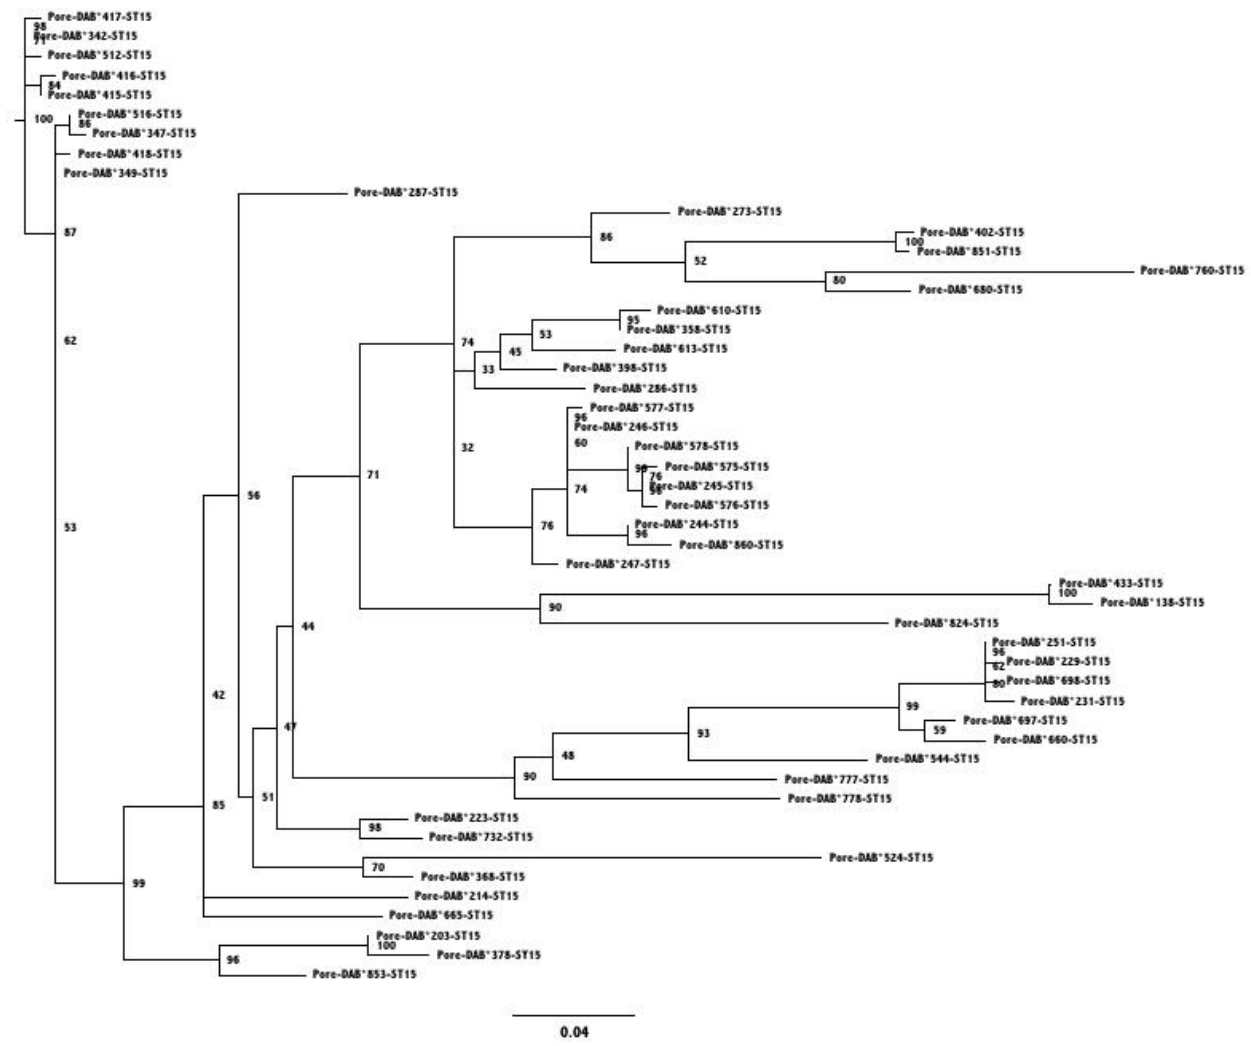 Pore-DAB*417-ST15
98
Pore-DAB*342-ST15
71
Pore-DAB*512-ST15
Pore-DAB*416-ST15
84
Pore-DAB*415-ST15
Pore-DAB*516-ST15
100
86
Pore-DAB*347-ST15
Pore-DAB*418-ST15
Pore-DAB*349-ST15
Pore-DAB*287-ST15
Pore-DAB*273-ST15
87
Pore-DAB*402-ST15
86
100
Pore-DAB*851-ST15
52
Pore-DAB*760-ST15
80
Pore-DAB*680-ST15
Pore-DAB*610-ST15
95
Pore-DAB*358-ST15
53
62
74
45
Pore-DAB*613-ST15
33
Pore-DAB*398-ST15
Pore-DAB*286-ST15
Pore-DAB*577-ST15
96
Pore-DAB*246-ST15
60
32
Pore-DAB*578-ST15
Pore-DAB*575-ST15
71
76
Pore-DAB*245-ST15
56
74
Pore-DAB*576-ST15
56
53
76
Pore-DAB*244-ST15
96
Pore-DAB*860-ST15
Pore-DAB*247-ST15
Pore-DAB*433-ST15
100
Pore-DAB*138-ST15
90
Pore-DAB*824-ST15
44
Pore-DAB*251-ST15
96
Pore-DAB*229-ST15
62
Pore-DAB*698-ST15
80
42
Pore-DAB*231-ST15
99
Pore-DAB*697-ST15
47
93
59
Pore-DAB*660-ST15
48
Pore-DAB*544-ST15
90
Pore-DAB*777-ST15
51
Pore-DAB*778-ST15
85
Pore-DAB*223-ST15
98
Pore-DAB*732-ST15
Pore-DAB*524-ST15
70
Pore-DAB*368-ST15
99
Pore-DAB*214-ST15
Pore-DAB*665-ST15
Pore-DAB*203-ST15
100
Pore-DAB*378-ST15
96
Pore-DAB*853-ST15
0.04